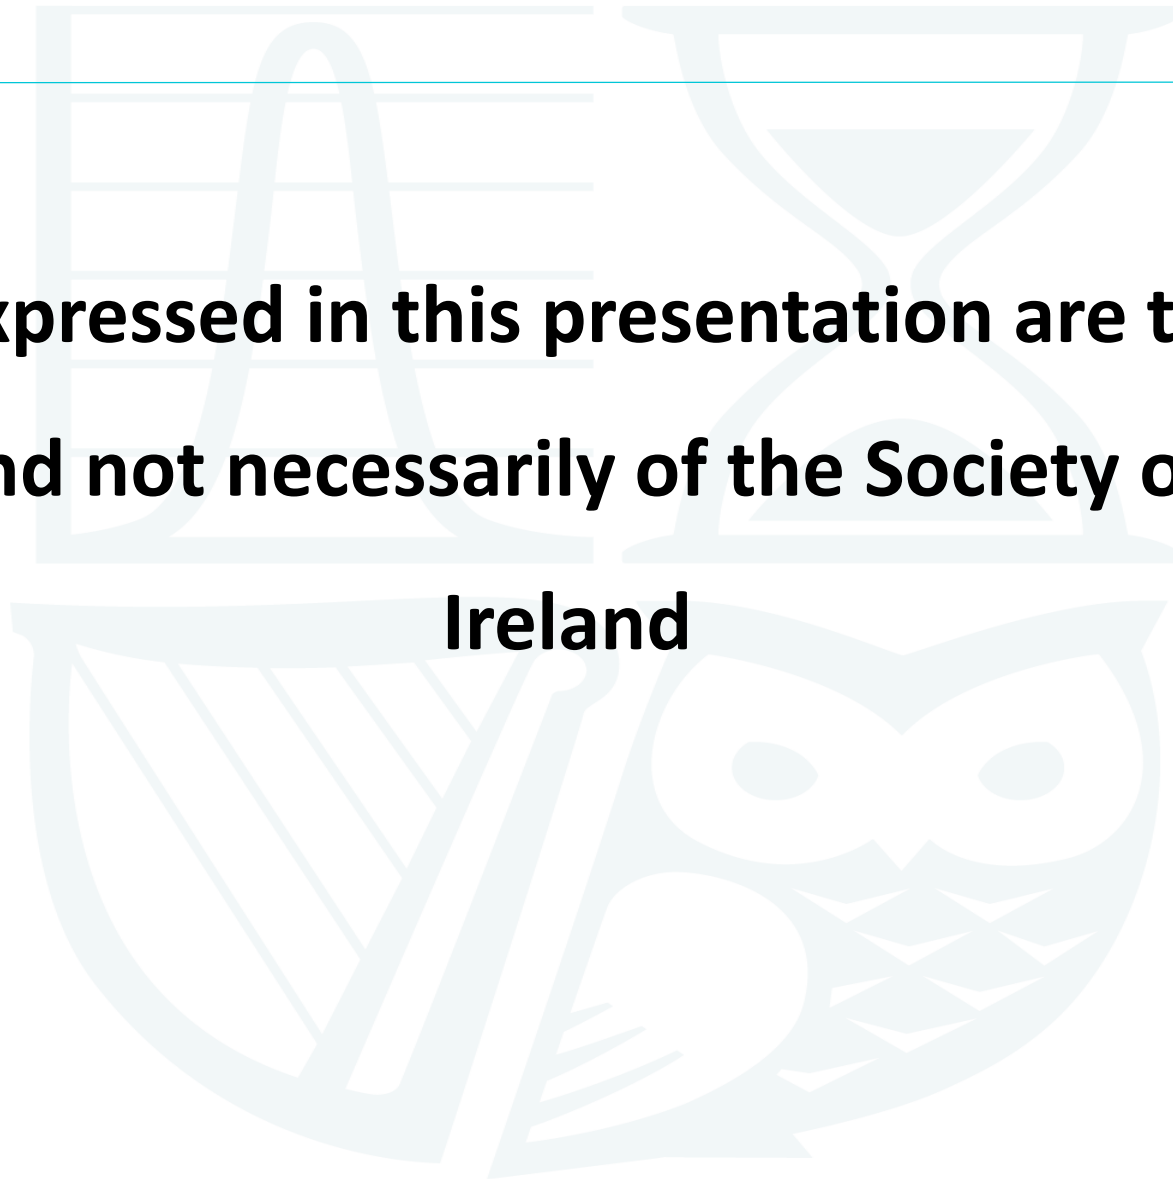 xpressed in this presentation are t
nd not necessarily of the Society o
Ireland